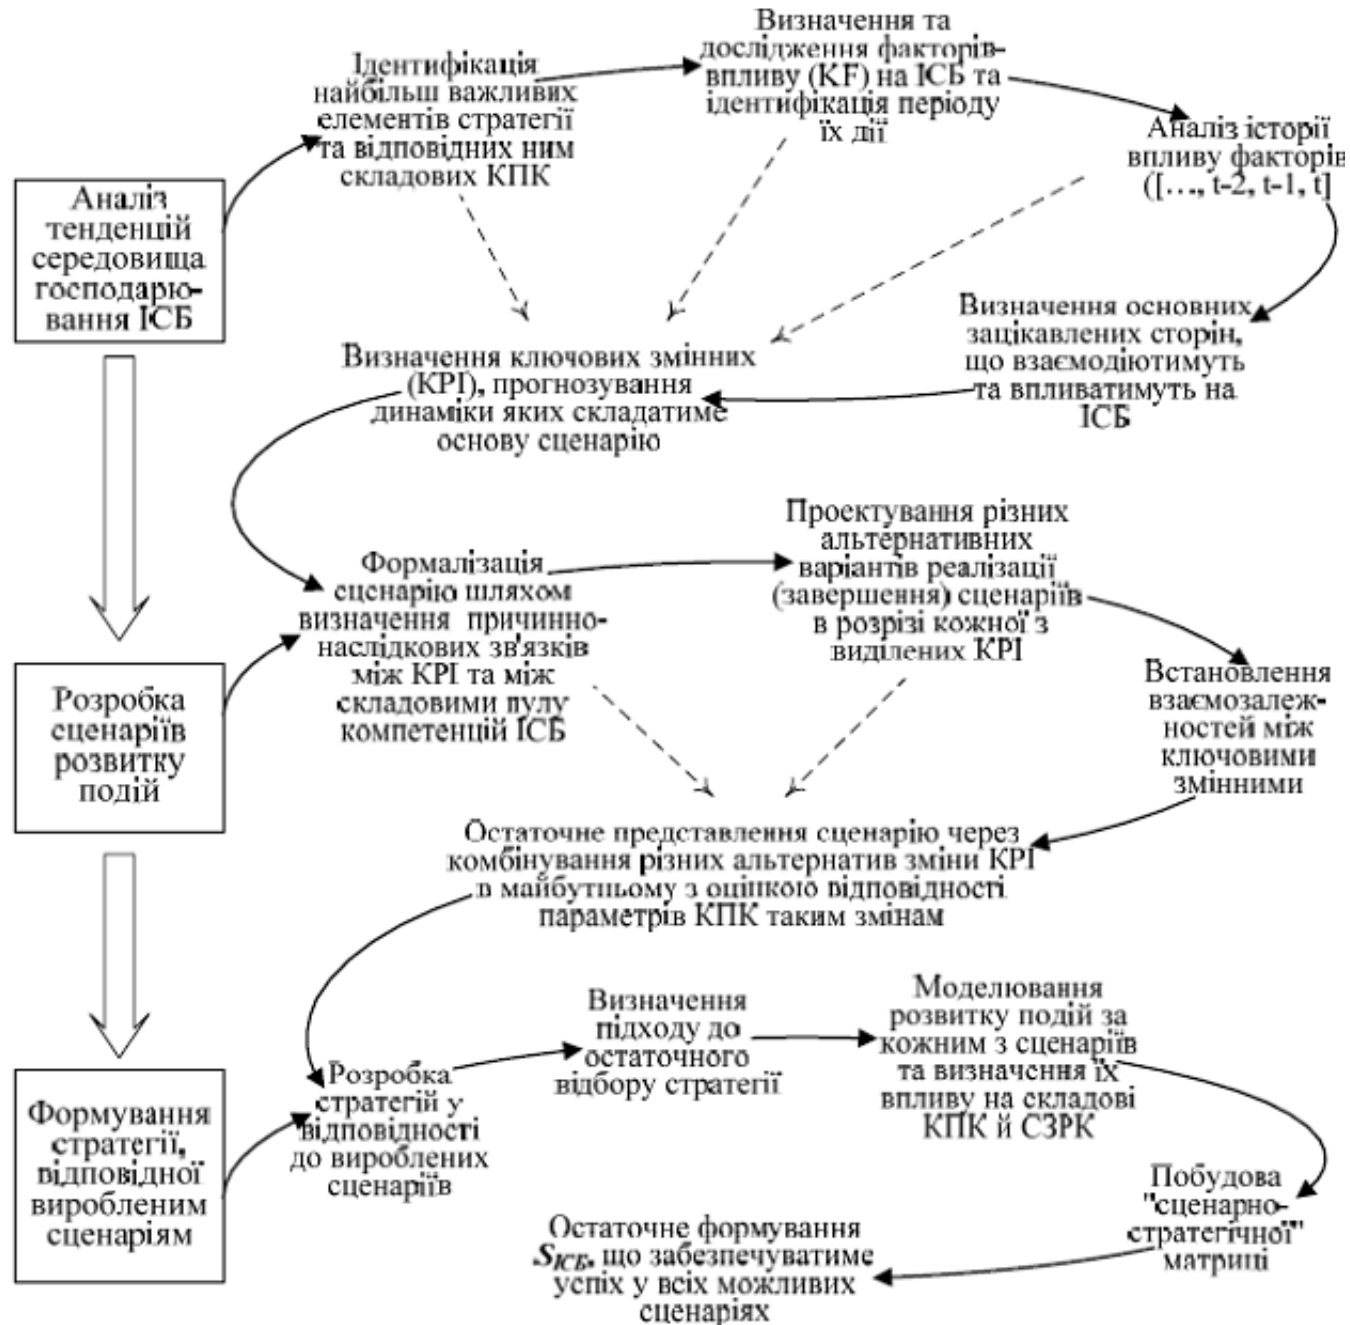 Ідентифікація
найбільш важливих
елементів стратегії
та відповідних ним
складових КПК
Визначення та
дослідження факторів-
впливу (KF) на ІСБ та
ідентифікація періоду
їх дії
Аналіз історії
впливу факторів
([…, t-2, t-1, t]
Аналіз
тенденцій
середовища
господарю-
вання ІСБ
Визначення основних
зацікавлених сторін,
що взаємодіютимуть
та впливатимуть на
ІСБ
Визначення ключових змінних
(KPI), прогнозування
динаміки яких складатиме
основу сценарію
Формалізація
сценарію шляхом
визначення причинно-
наслідкових зв'язків
між KPI та між
складовими пулу
компетенцій ІСБ
Проектування різних
альтернативних
варіантів реалізації
(завершення) сценаріїв
в розрізі кожної з
виділених KPI
Встановлення
взаємозалеж-
ностей між
ключовими
змінними
Розробка
сценаріїв
розвитку
подій
Остаточне представлення сценарію через
комбінування різних альтернатив зміни KPI
в майбутньому з оцінкою відповідності
параметрів КПК таким змінам
Розробка
стратегій у
відповідності
до вироблених
сценаріїв
Визначення
підходу до
остаточного
відбору стратегії
Моделювання
розвитку подій за
кожним з сценаріїв
та визначення їх
впливу на складові
КПК й СЗРК
Формування
стратегії,
відповідної
виробленим
сценаріям
Побудова
"сценарно-
стратегічної"
матриці
Остаточне формування
S_ІСБ, що забезпечуватиме
успіх у всіх можливих
сценаріях